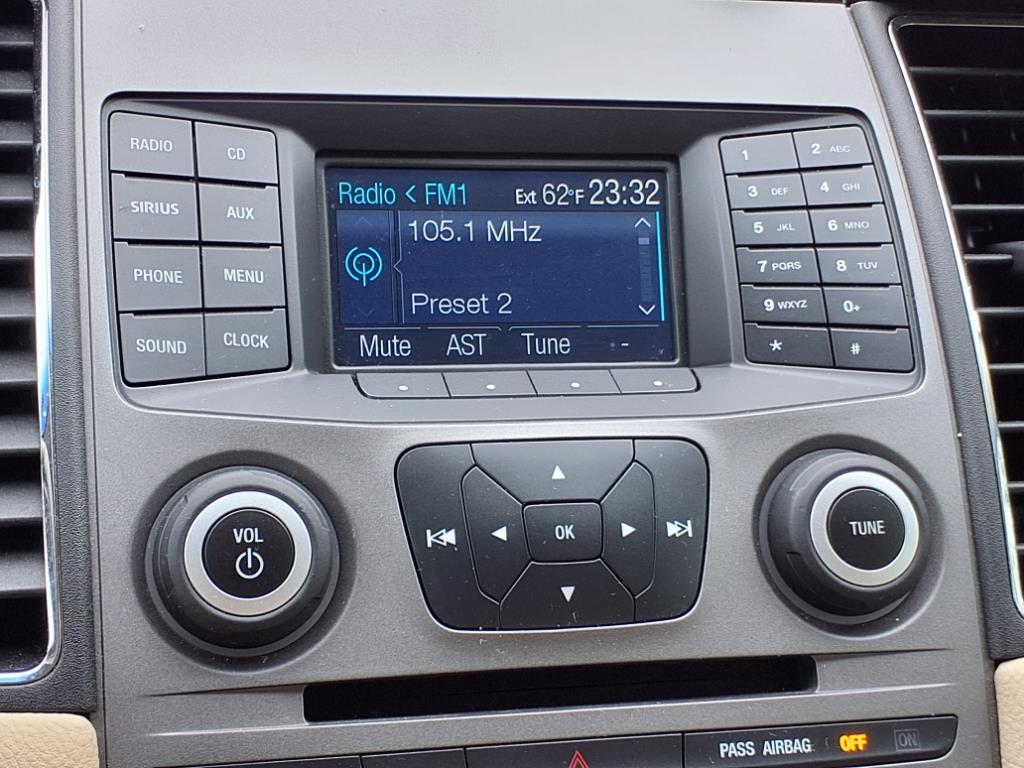 RADIO
CD
SIRIUS
AUX
PHONE
MENU
SOUND
CLOCK
Radio < FM1 Ext 62°F 23:32
105.1 MHz
Preset 2
Mute AST Tune - -
1
2 ABC
3 DEF
4 GHI
5 JKL
6 MNO
7 PQRS
8 TUV
9 WXYZ
0+
*
#
VOL
OK
TUNE
PASS AIRBAG OFF ON